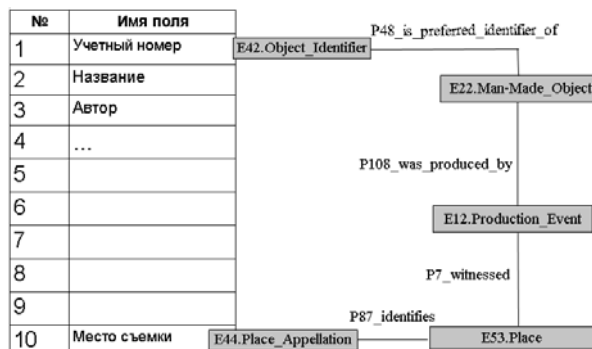 № Имя поля
P48_is_preferred_identifier_of
1 Учетный номер E42.Object_Identifier
2 Название
E22.Man-Made_Object
3 Автор
4 ...
P108_was_produced_by
5
6
E12.Production_Event
7
8
P7_witnessed
9
P87_identifies
10 Место съемки E44.Place_Appellation E53.Place